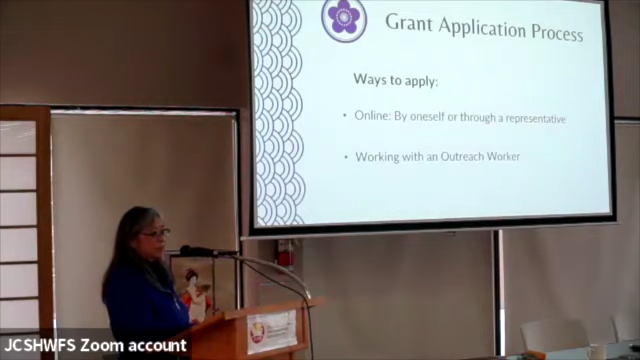 Grant Application Process
Ways to apply:
• Online: By oneself or through a representative
• Working with an Outreach Worker
JCSHWFS Zoom account